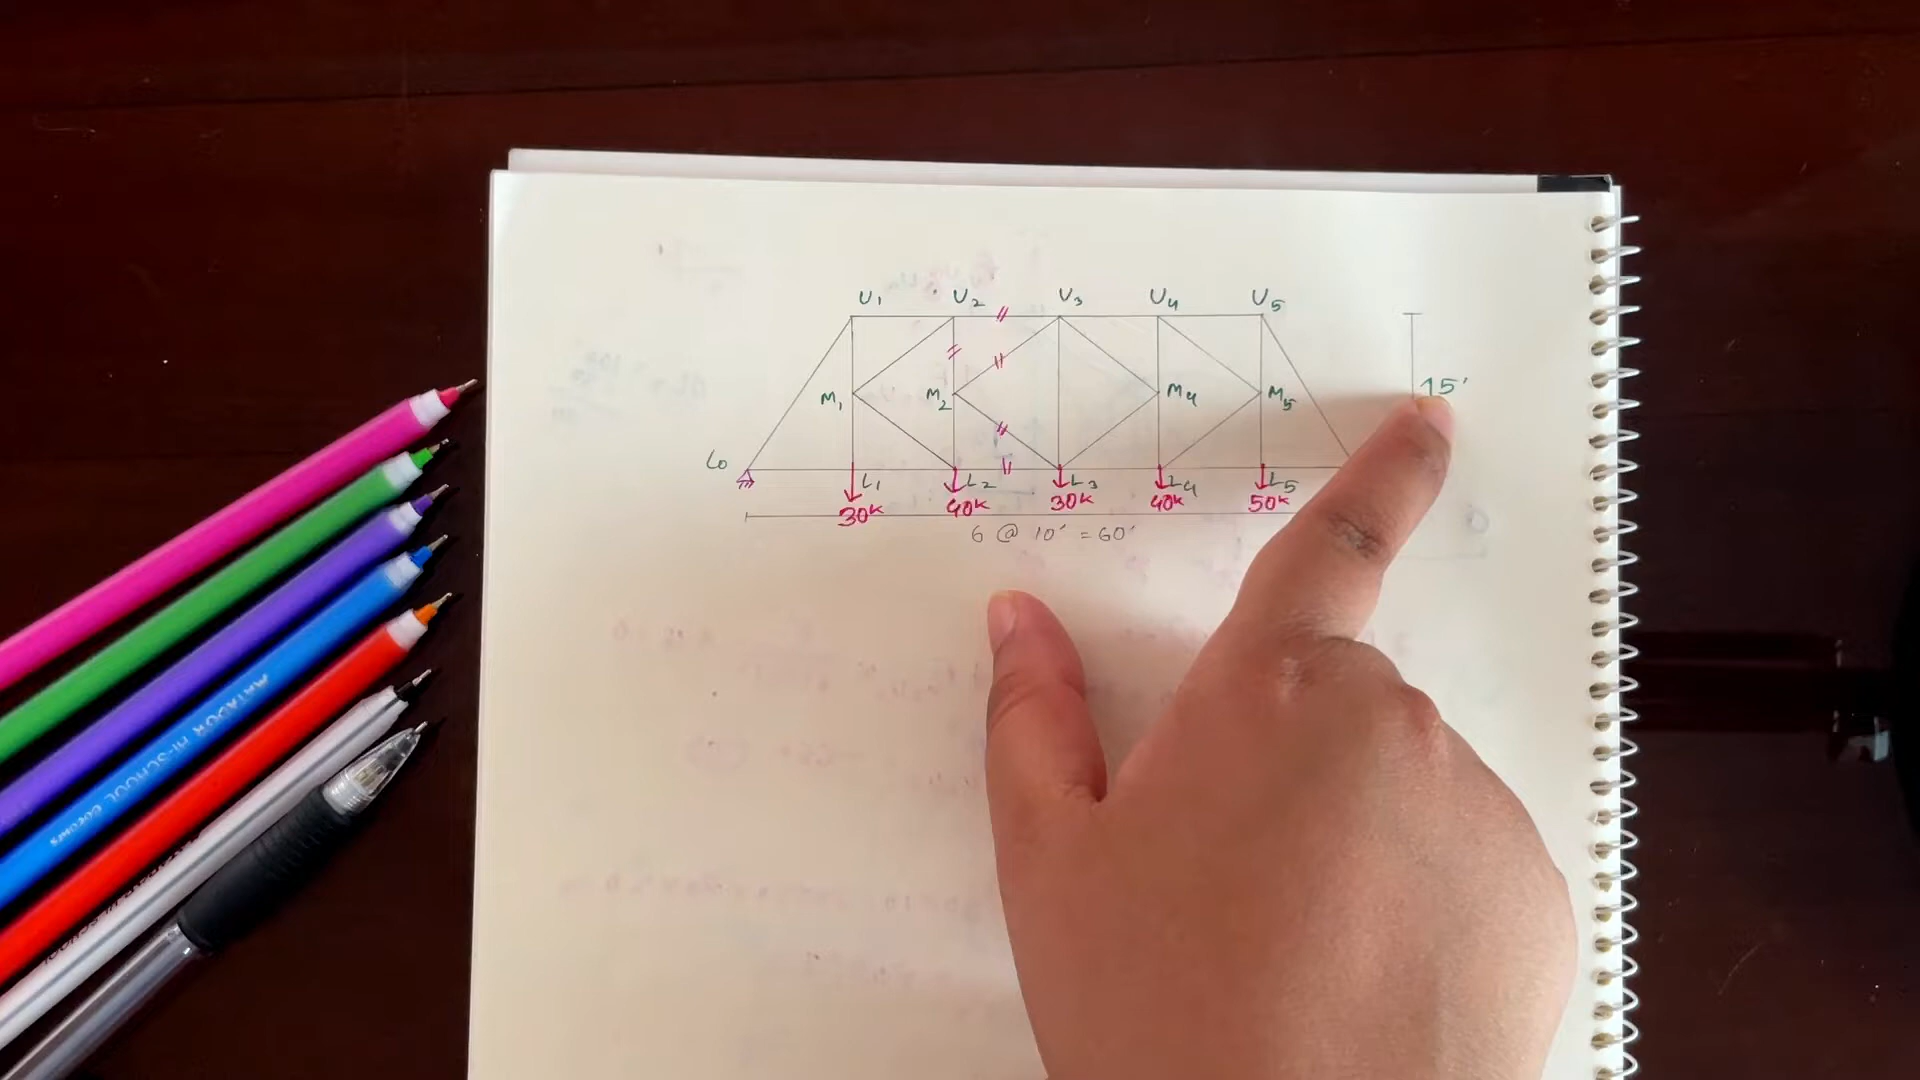 U1 U2 U3 U4 U5
M1 M2 M4 M5 15'
L0 L1 L2 L3 L4 L5
30k 40k 30k 40k 50k
6 @ 10' = 60'
MATADOR HI-SCHOOL